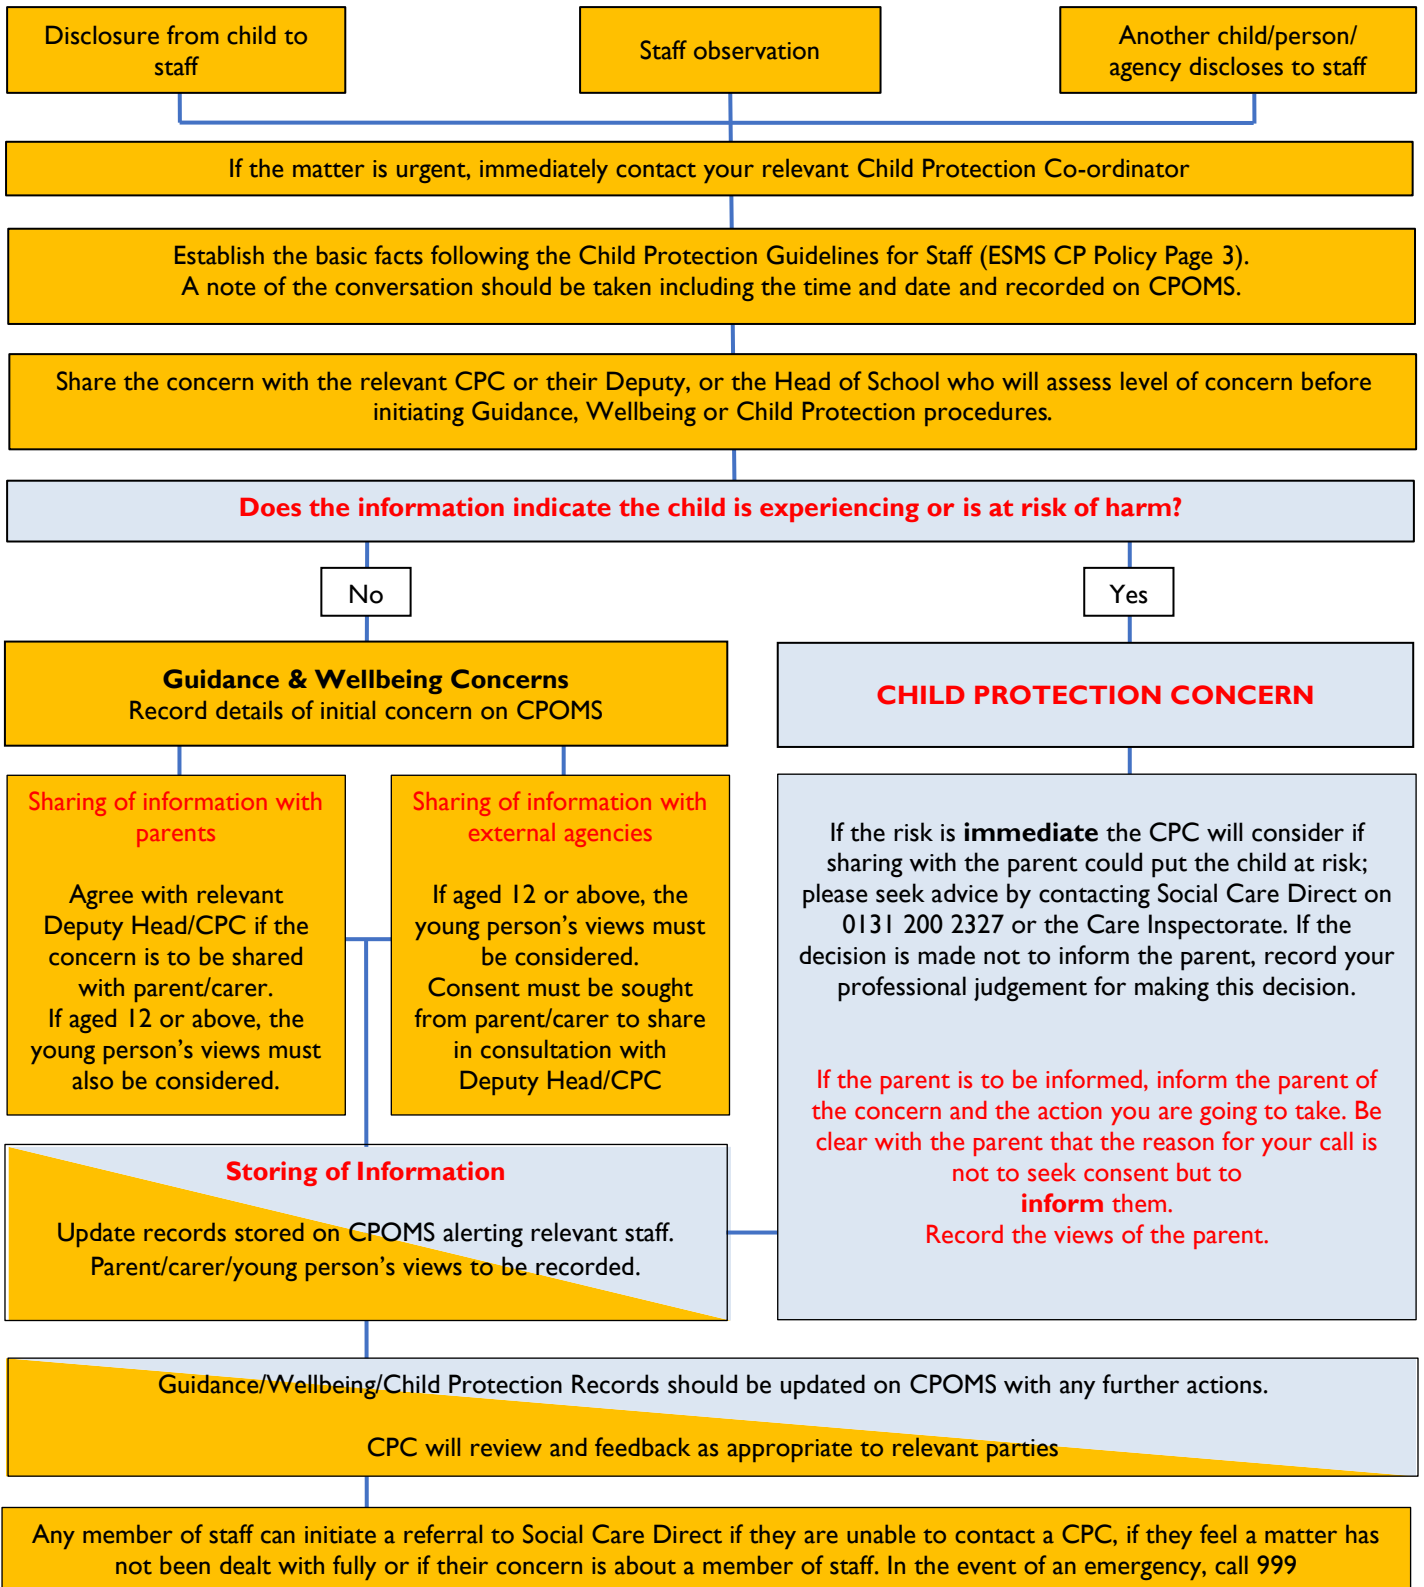 Disclosure from child to
staff
Staff observation
Another child/person/
agency discloses to staff
If the matter is urgent, immediately contact your relevant Child Protection Co-ordinator
Establish the basic facts following the Child Protection Guidelines for Staff (ESMS CP Policy Page 3).
A note of the conversation should be taken including the time and date and recorded on CPOMS.
Share the concern with the relevant CPC or their Deputy, or the Head of School who will assess level of concern before
initiating Guidance, Wellbeing or Child Protection procedures.
Does the information indicate the child is experiencing or is at risk of harm?
No
Yes
Guidance & Wellbeing Concerns
Record details of initial concern on CPOMS
CHILD PROTECTION CONCERN
Sharing of information with
parents
Agree with relevant
Deputy Head/CPC if the
concern is to be shared
with parent/carer.
If aged 12 or above, the
young person's views must
also be considered.
Sharing of information with
external agencies
If aged 12 or above, the
young person's views must
be considered.
Consent must be sought
from parent/carer to share
in consultation with
Deputy Head/CPC
If the risk is immediate the CPC will consider if
sharing with the parent could put the child at risk;
please seek advice by contacting Social Care Direct on
0131 200 2327 or the Care Inspectorate. If the
decision is made not to inform the parent, record your
professional judgement for making this decision.
If the parent is to be informed, inform the parent of
the concern and the action you are going to take. Be
clear with the parent that the reason for your call is
not to seek consent but to
inform them.
Record the views of the parent.
Storing of Information
Update records stored on CPOMS alerting relevant staff.
Parent/carer/young person's views to be recorded.
Guidance/Wellbeing/Child Protection Records should be updated on CPOMS with any further actions.
CPC will review and feedback as appropriate to relevant parties
Any member of staff can initiate a referral to Social Care Direct if they are unable to contact a CPC, if they feel a matter has
not been dealt with fully or if their concern is about a member of staff. In the event of an emergency, call 999